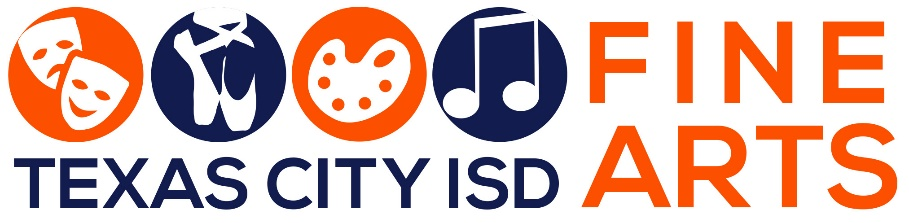 TEXAS CITY ISD
FINE
ARTS